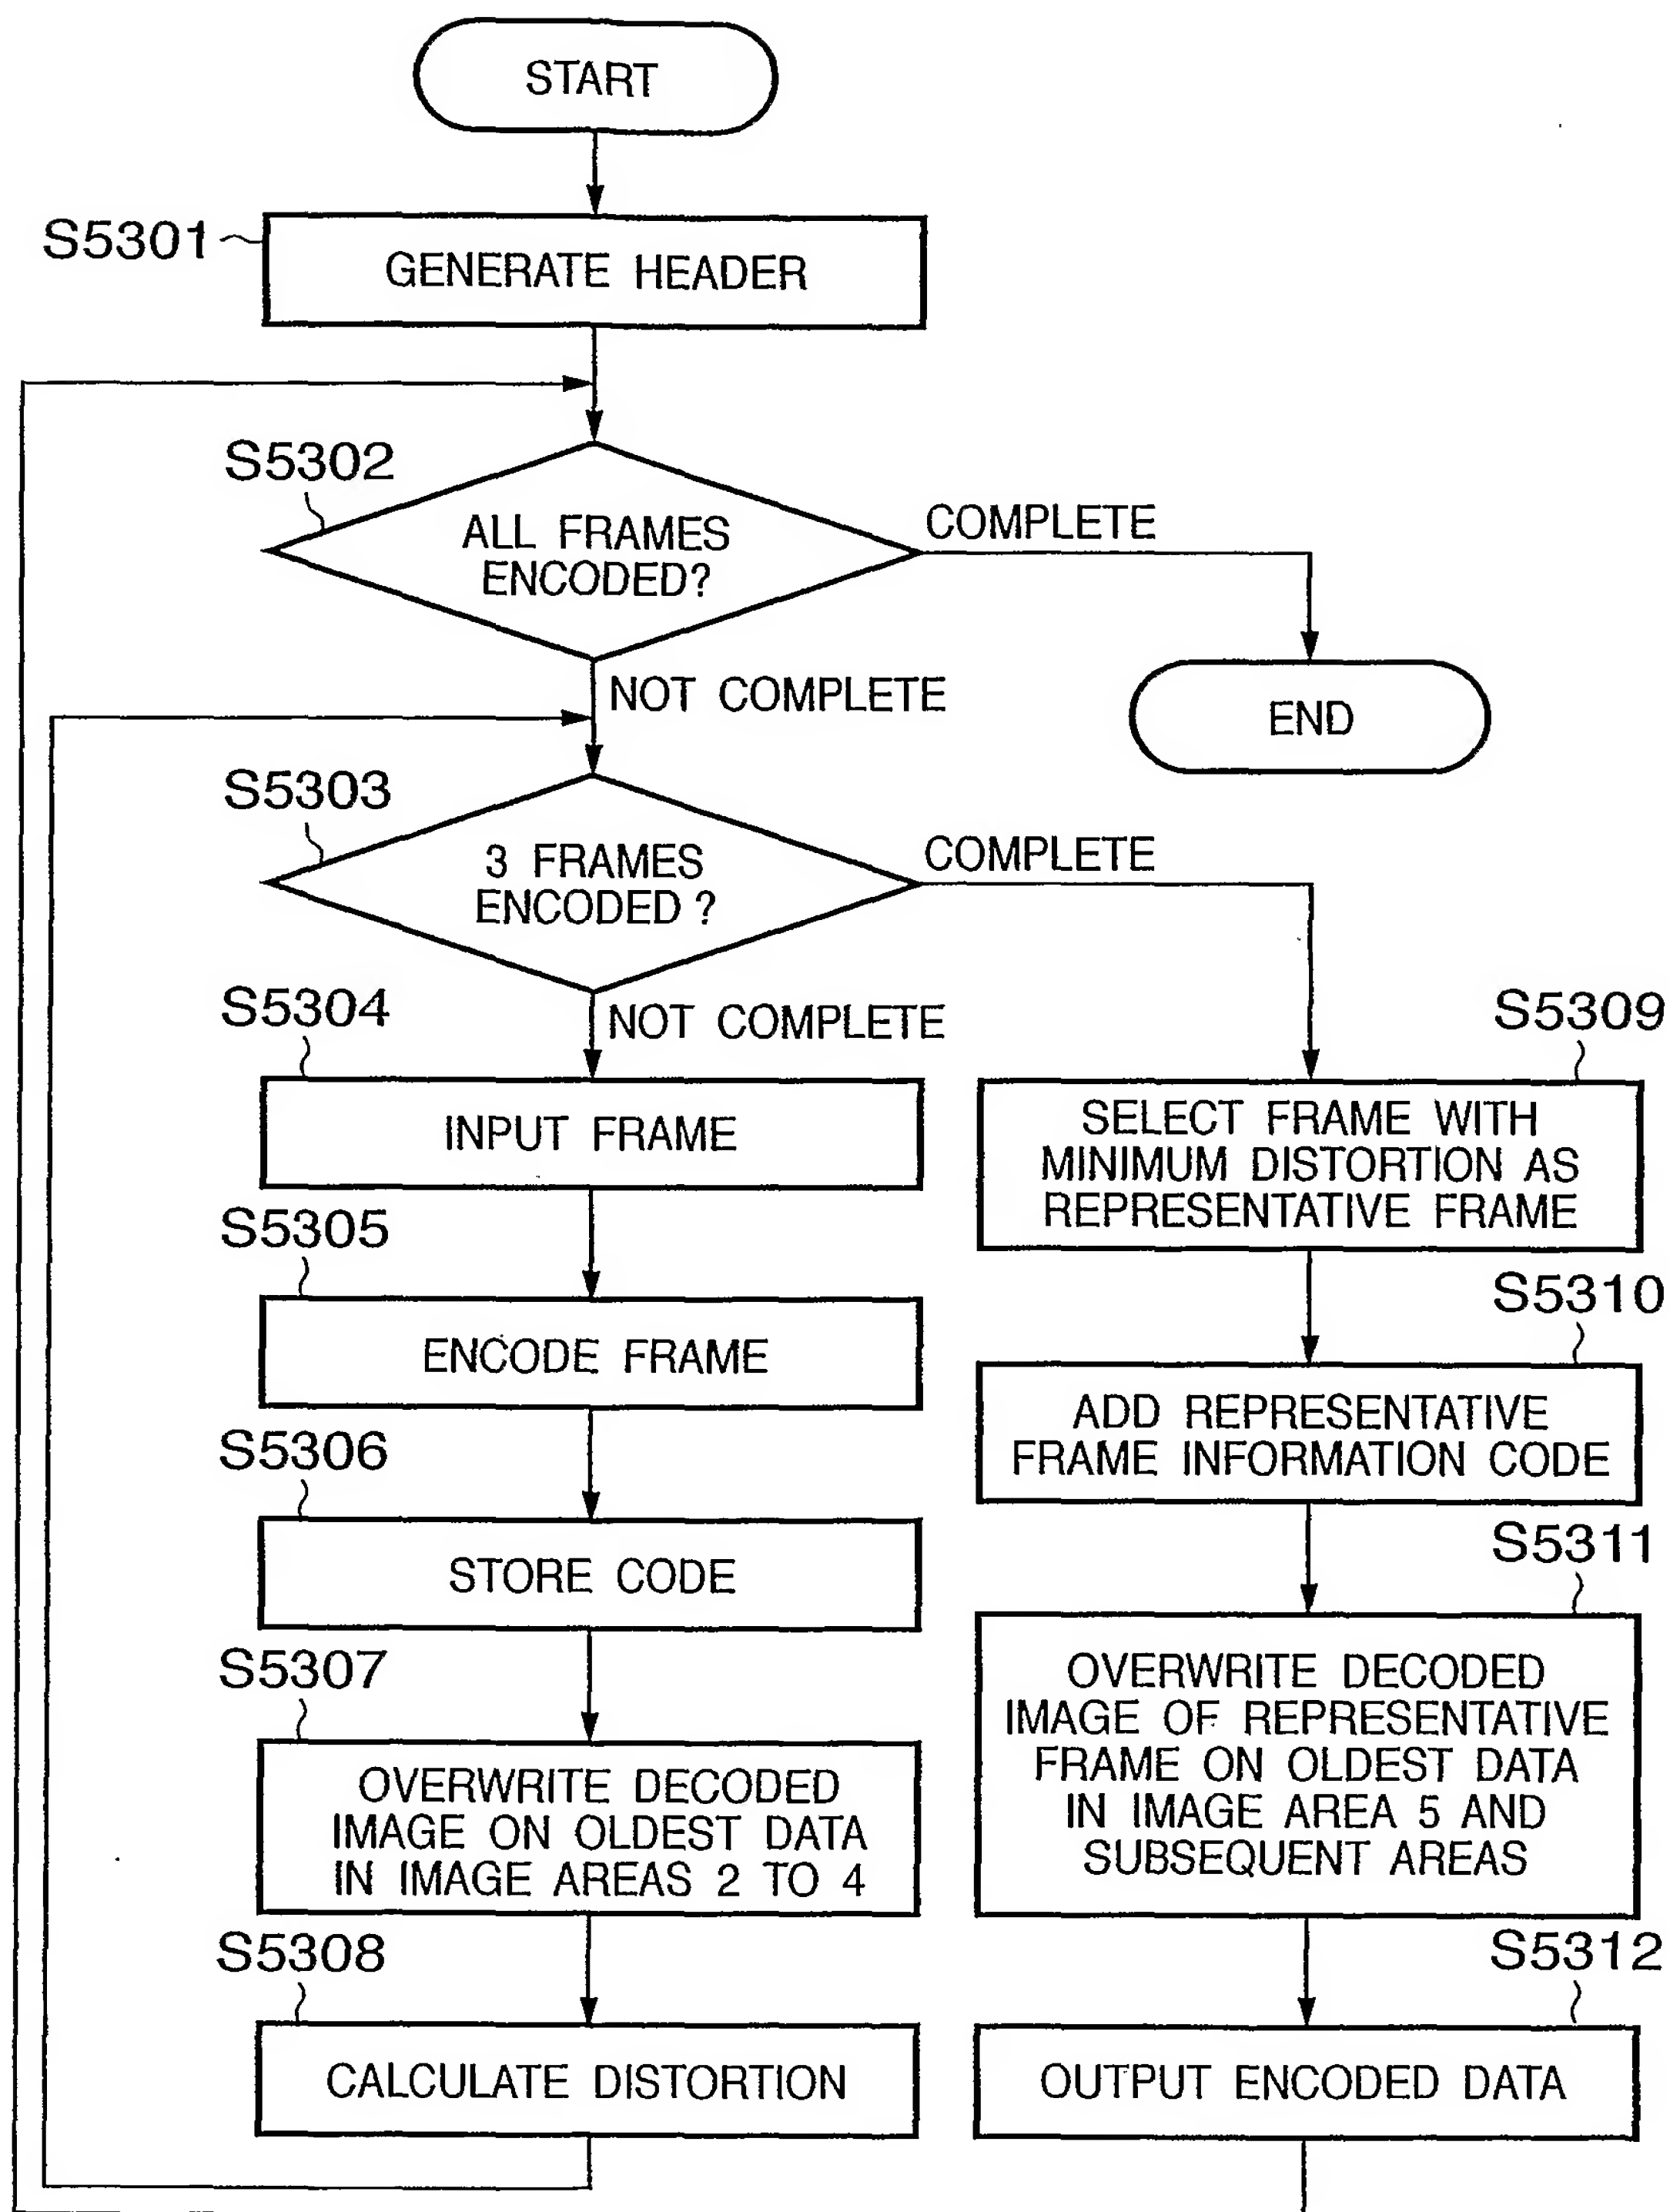 START
S5301
GENERATE HEADER
S5302
ALL FRAMES
ENCODED?
COMPLETE
NOT COMPLETE
END
S5303
3 FRAMES
ENCODED ?
COMPLETE
NOT COMPLETE
S5304
INPUT FRAME
S5305
ENCODE FRAME
S5306
STORE CODE
S5307
OVERWRITE DECODED
IMAGE ON OLDEST DATA
IN IMAGE AREAS 2 TO 4
S5308
CALCULATE DISTORTION
S5309
SELECT FRAME WITH
MINIMUM DISTORTION AS
REPRESENTATIVE FRAME
S5310
ADD REPRESENTATIVE
FRAME INFORMATION CODE
S5311
OVERWRITE DECODED
IMAGE OF REPRESENTATIVE
FRAME ON OLDEST DATA
IN IMAGE AREA 5 AND
SUBSEQUENT AREAS
S5312
OUTPUT ENCODED DATA